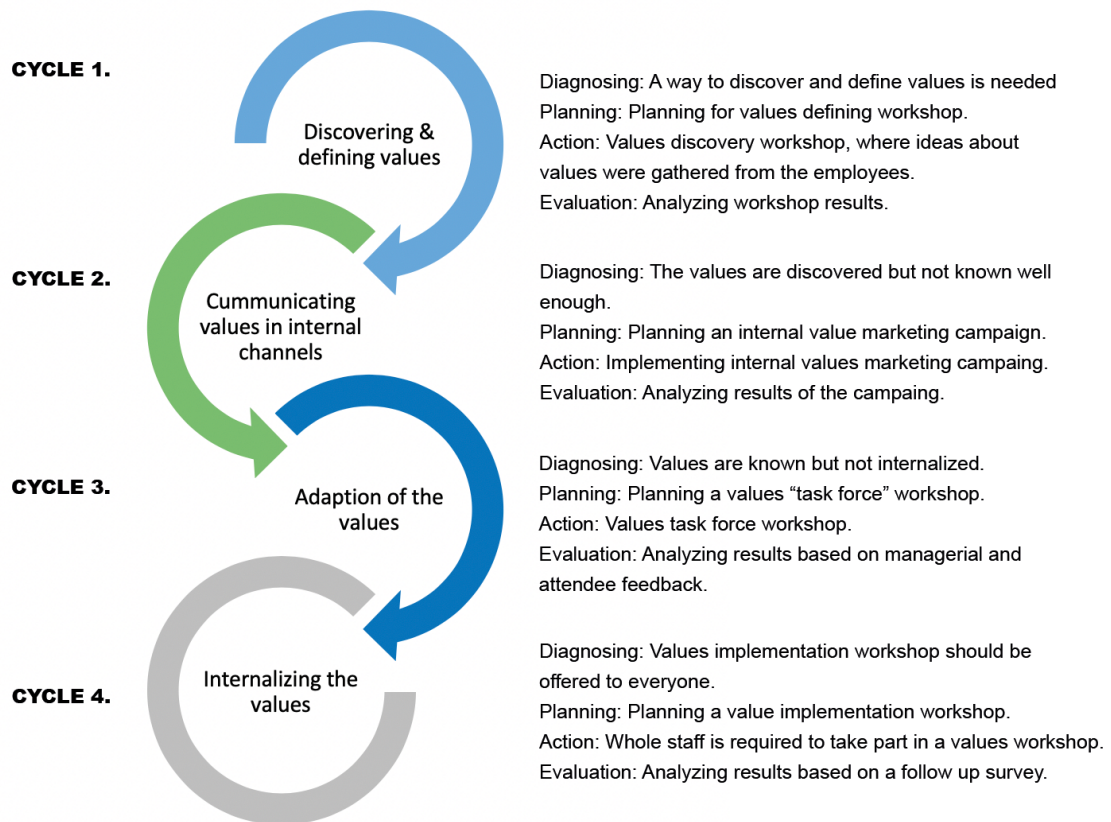 CYCLE 1.
Discovering &
defining values
Diagnosing: A way to discover and define values is needed
Planning: Planning for values defining workshop.
Action: Values discovery workshop, where ideas about
values were gathered from the employees.
Evaluation: Analyzing workshop results.
CYCLE 2.
Cummunicating
values in internal
channels
Diagnosing: The values are discovered but not known well
enough.
Planning: Planning an internal value marketing campaign.
Action: Implementing internal values marketing campaing.
Evaluation: Analyzing results of the campaing.
CYCLE 3.
Adaption of the
values
Diagnosing: Values are known but not internalized.
Planning: Planning a values “task force” workshop.
Action: Values task force workshop.
Evaluation: Analyzing results based on managerial and
attendee feedback.
CYCLE 4.
Internalizing the
values
Diagnosing: Values implementation workshop should be
offered to everyone.
Planning: Planning a value implementation workshop.
Action: Whole staff is required to take part in a values workshop.
Evaluation: Analyzing results based on a follow up survey.